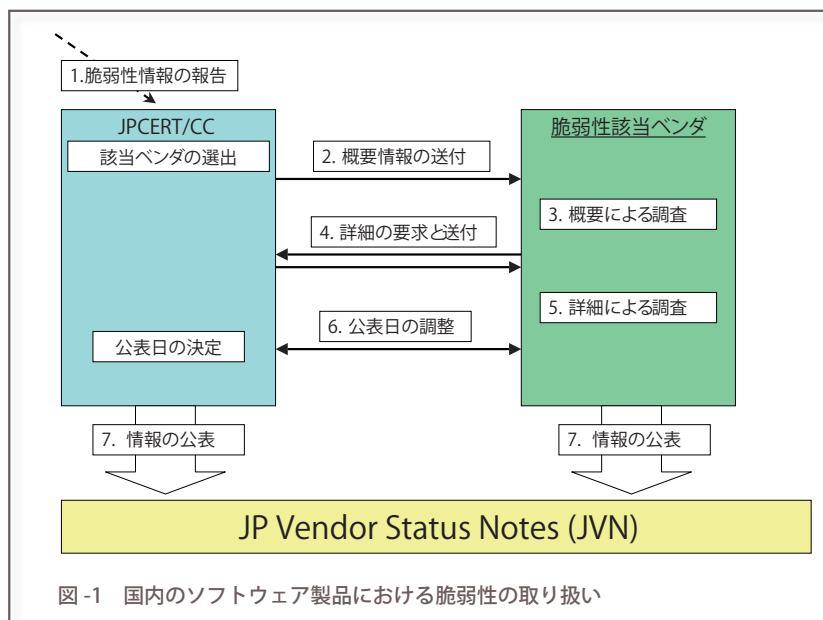 1.脆弱性情報の報告
JPCERT/CC
該当ベンダの選出
脆弱性該当ベンダ
2. 概要情報の送付
3. 概要による調査
4. 詳細の要求と送付
5. 詳細による調査
6. 公表日の調整
公表日の決定
7. 情報の公表
7. 情報の公表
JP Vendor Status Notes (JVN)
図 -1 国内のソフトウェア製品における脆弱性の取り扱い